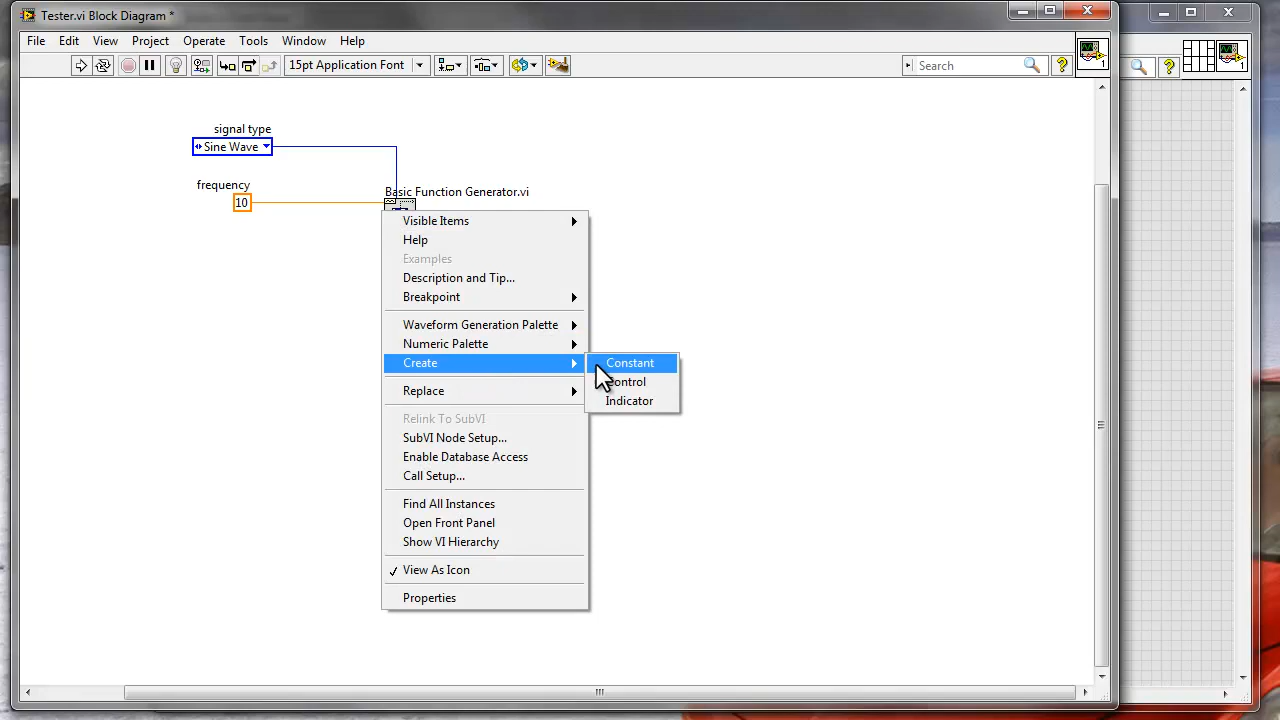 Tester.vi Block Diagram *
File Edit View Project Operate Tools Window Help
15pt Application Font
Search
?
?
1
1
signal type
Sine Wave
frequency
10
Basic Function Generator.vi
Visible Items
Help
Examples
Description and Tip...
Breakpoint
Waveform Generation Palette
Numeric Palette
Create
Constant
Indicator
Replace
Relink To SubVI
SubVI Node Setup...
Enable Database Access
Call Setup...
Find All Instances
Open Front Panel
Show VI Hierarchy
View As Icon
Properties